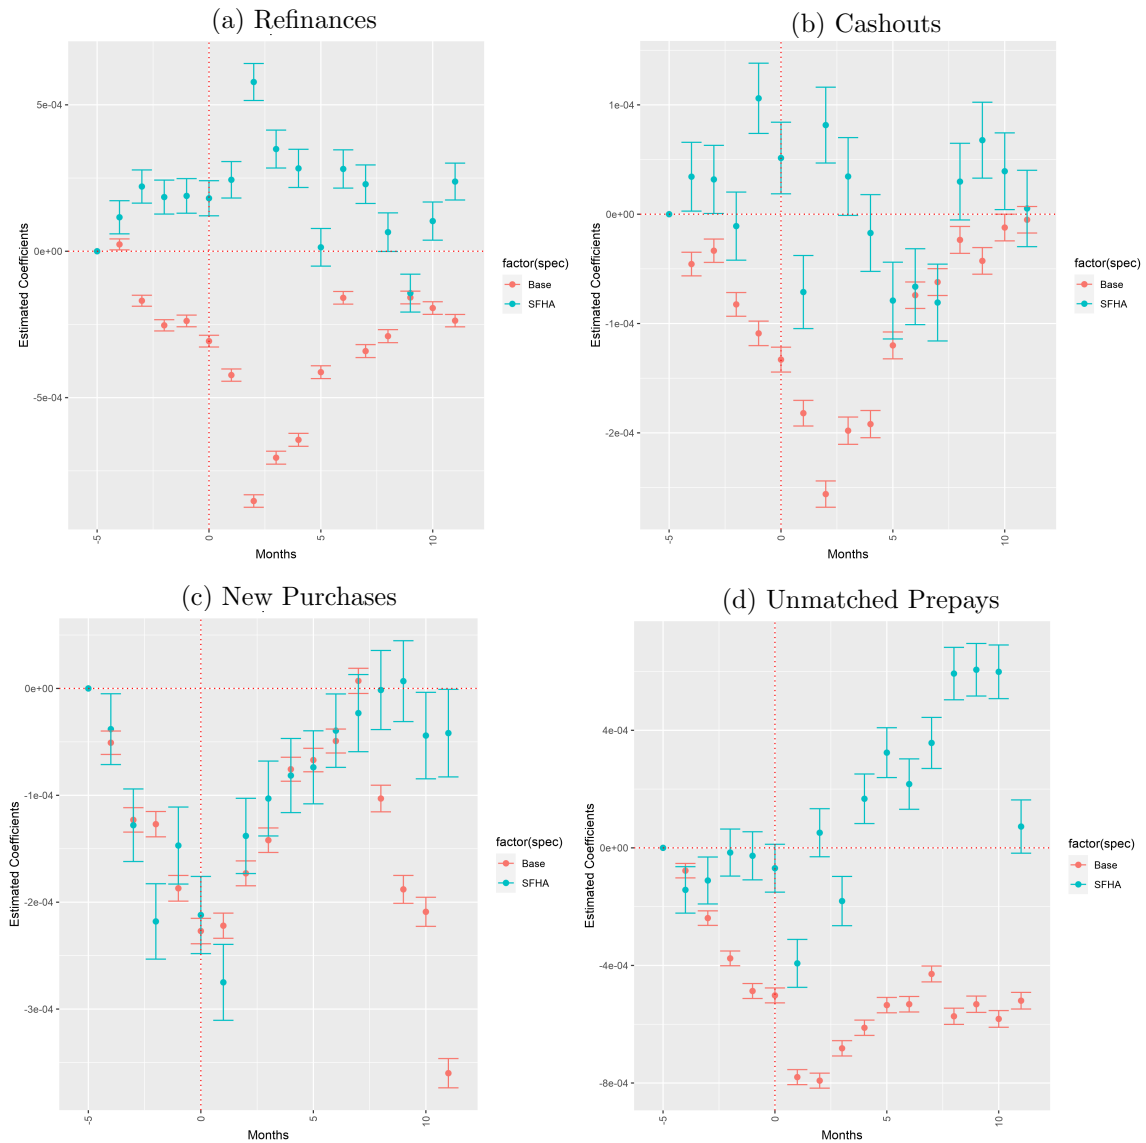 (a) Refinances
5e-04
0e+00
-5e-04
Estimated Coefficients
-5
0
5
10
Months
factor(spec)
Base
SFHA
(b) Cashouts
1e-04
0e+00
-1e-04
-2e-04
Estimated Coefficients
-5
0
5
10
Months
factor(spec)
Base
SFHA
(c) New Purchases
0e+00
-1e-04
-2e-04
-3e-04
Estimated Coefficients
-5
0
5
10
Months
factor(spec)
Base
SFHA
(d) Unmatched Prepays
4e-04
0e+00
-4e-04
-8e-04
Estimated Coefficients
-5
0
5
10
Months
factor(spec)
Base
SFHA